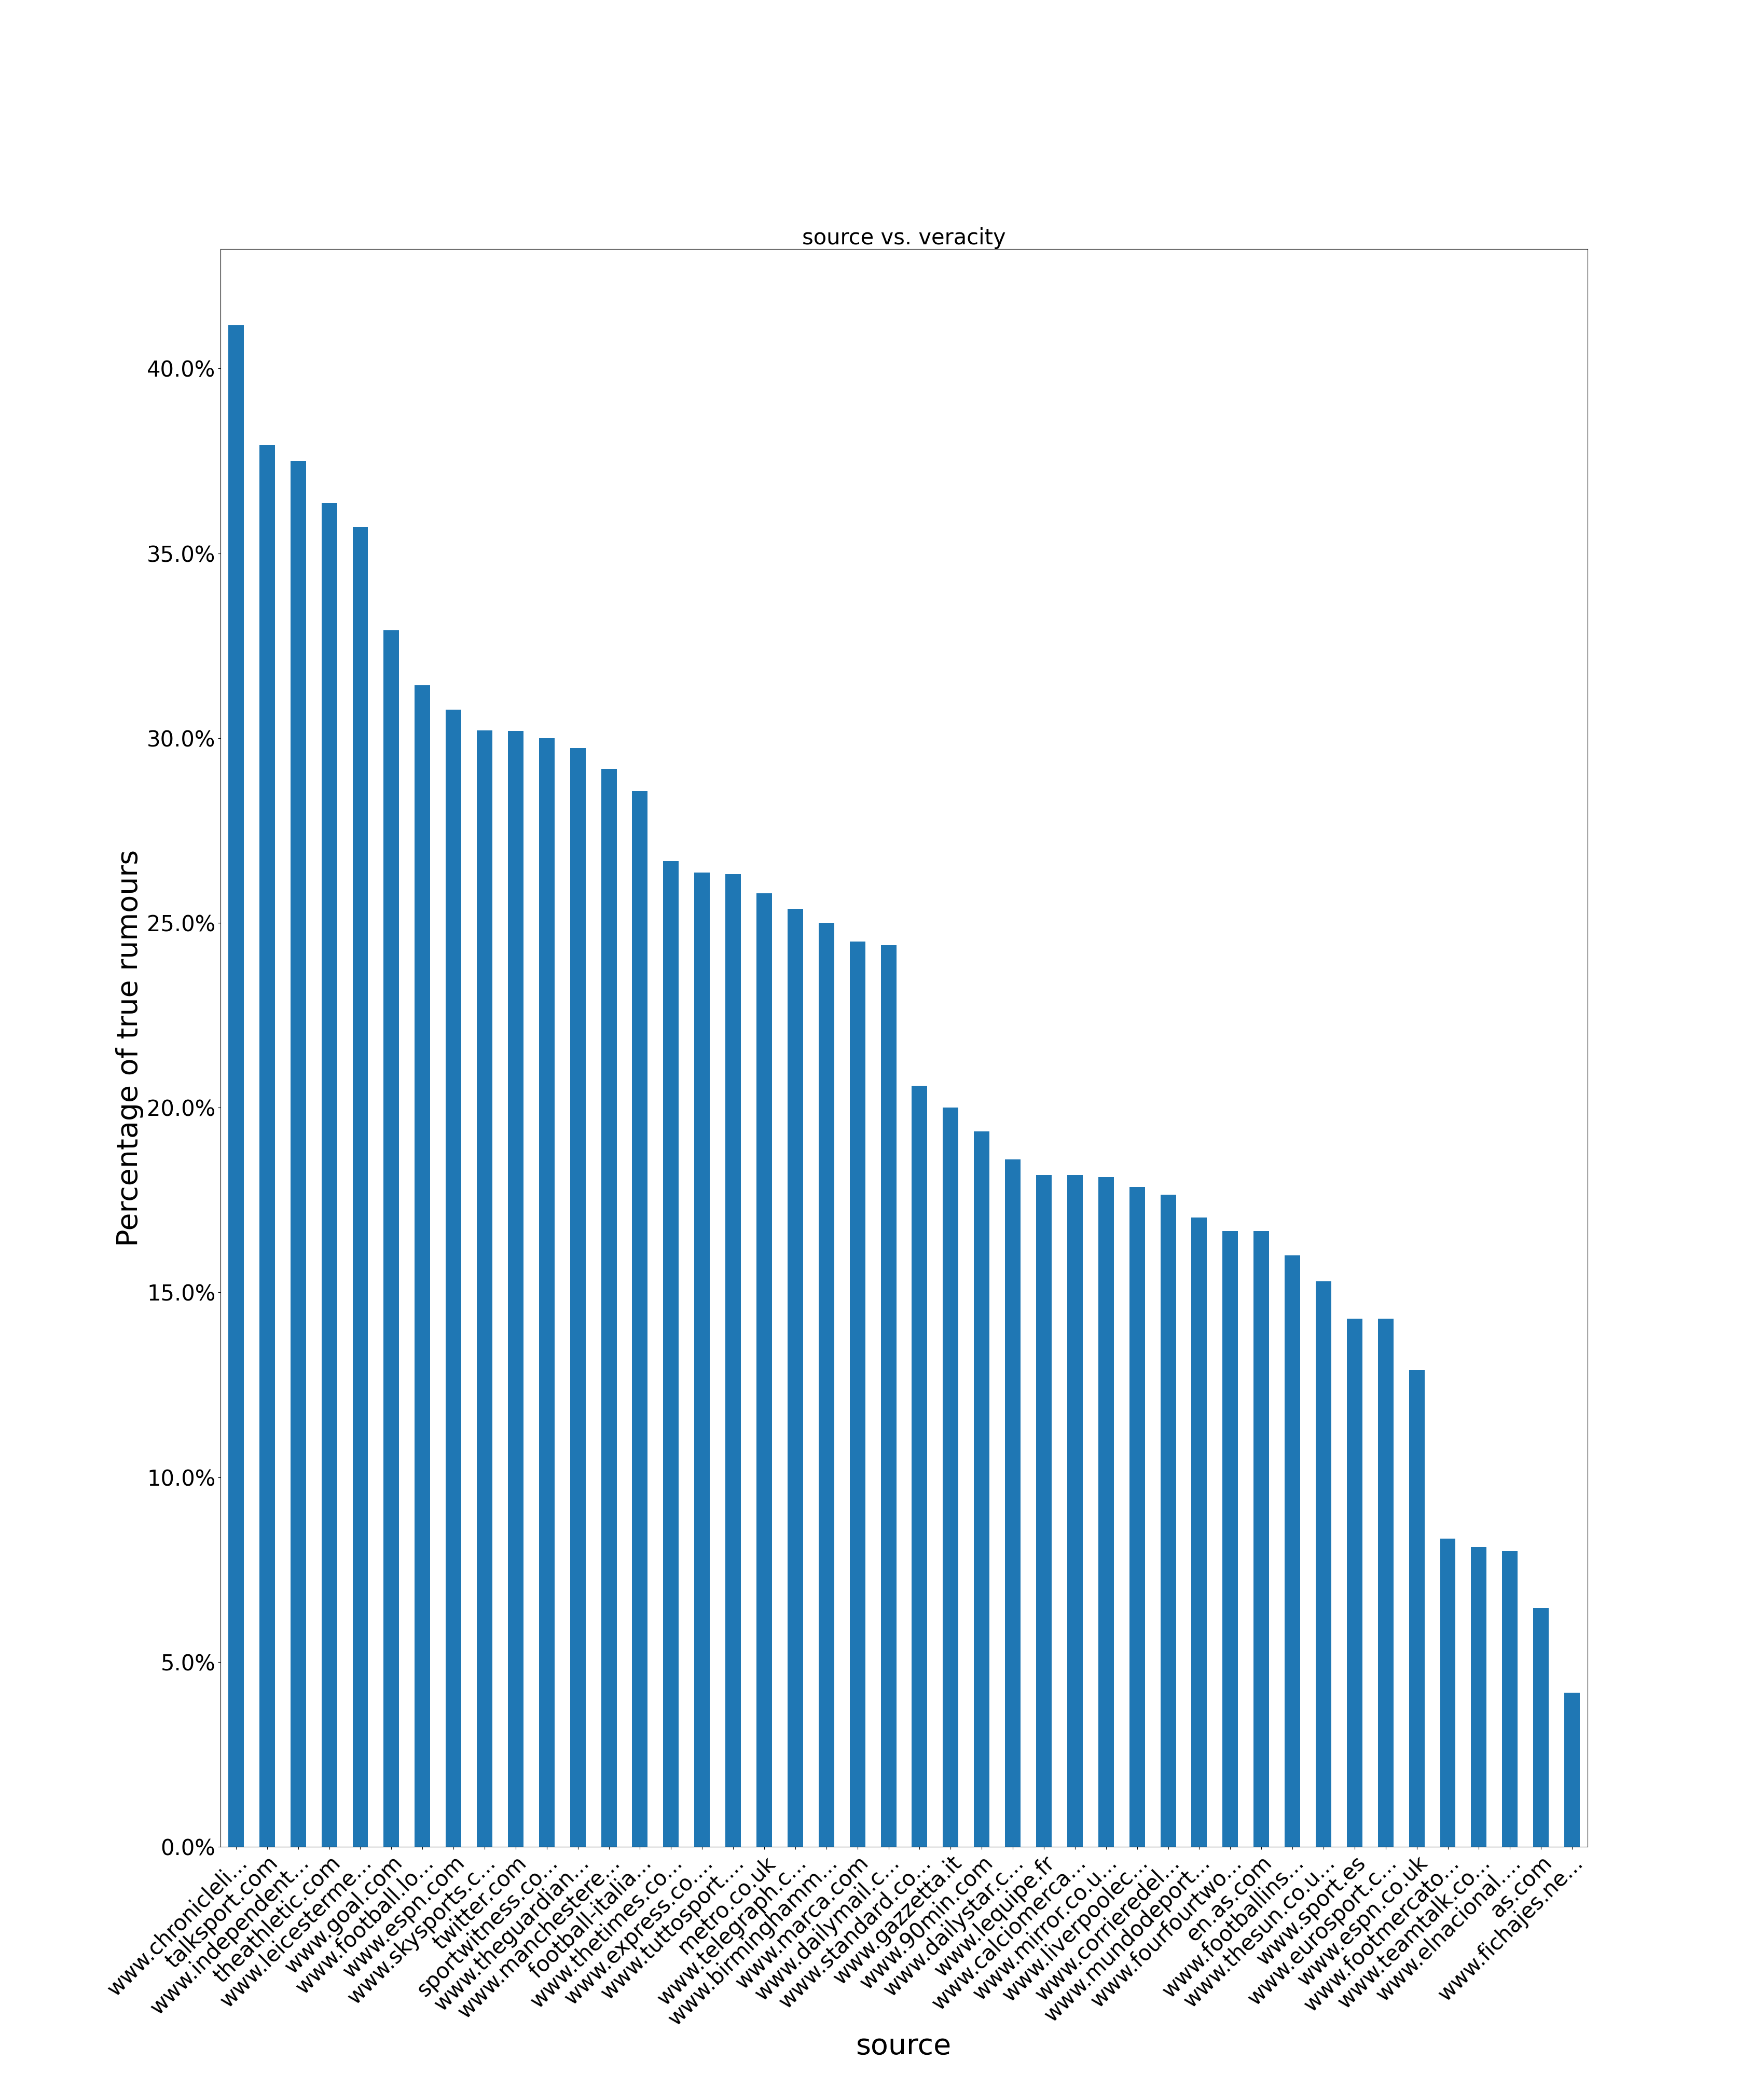 source vs. veracity
Percentage of true rumours
40.0%
35.0%
30.0%
25.0%
20.0%
15.0%
10.0%
5.0%
0.0%
www.chronicleli...
talksport.com
www.independent...
theathletic.com
www.leicesterme...
www.goal.com
www.football.lo...
www.espn.com
www.skysports.c...
twitter.com
sportwitness.co...
www.theguardian...
www.manchestere...
football-italia...
www.thetimes.co...
www.express.co....
www.tuttosport....
metro.co.uk
www.telegraph.c...
www.birminghamm...
www.marca.com
www.dailymail.c...
www.standard.co...
www.gazzetta.it
www.90min.com
www.dailystar.c...
www.lequipe.fr
www.calciomerca...
www.mirror.co.u...
www.liverpoolec...
www.corrieredel...
www.mundodeport...
www.fourfourtwo...
en.as.com
www.footballins...
www.thesun.co.u...
www.sport.es
www.eurosport.c...
www.espn.co.uk
www.footmercato...
www.teamtalk.co...
www.elnacional....
as.com
www.fichajes.ne...
source